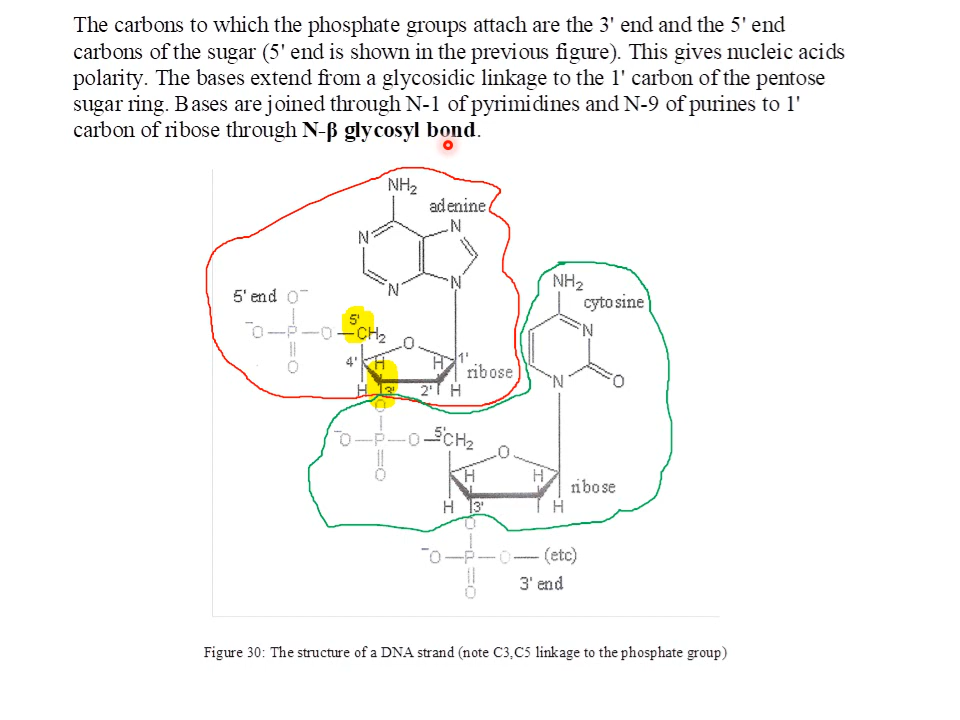 The carbons to which the phosphate groups attach are the 3' end and the 5' end
carbons of the sugar (5' end is shown in the previous figure). This gives nucleic acids
polarity. The bases extend from a glycosidic linkage to the 1' carbon of the pentose
sugar ring. Bases are joined through N-1 of pyrimidines and N-9 of purines to 1'
carbon of ribose through N-β glycosyl bond.
NH₂
adenine
N
N
N
N
NH₂
5' end O⁻
cytosine
5'
⁻O—P—O—CH₂
N
O
O
4' H H 1'
ribose
N
O
H 3' 2' H
O
⁻O—P—O—5'CH₂
O
O
H H
ribose
H 3' H
O
⁻O—P—O—(etc)
O
3' end
Figure 30: The structure of a DNA strand (note C3,C5 linkage to the phosphate group)